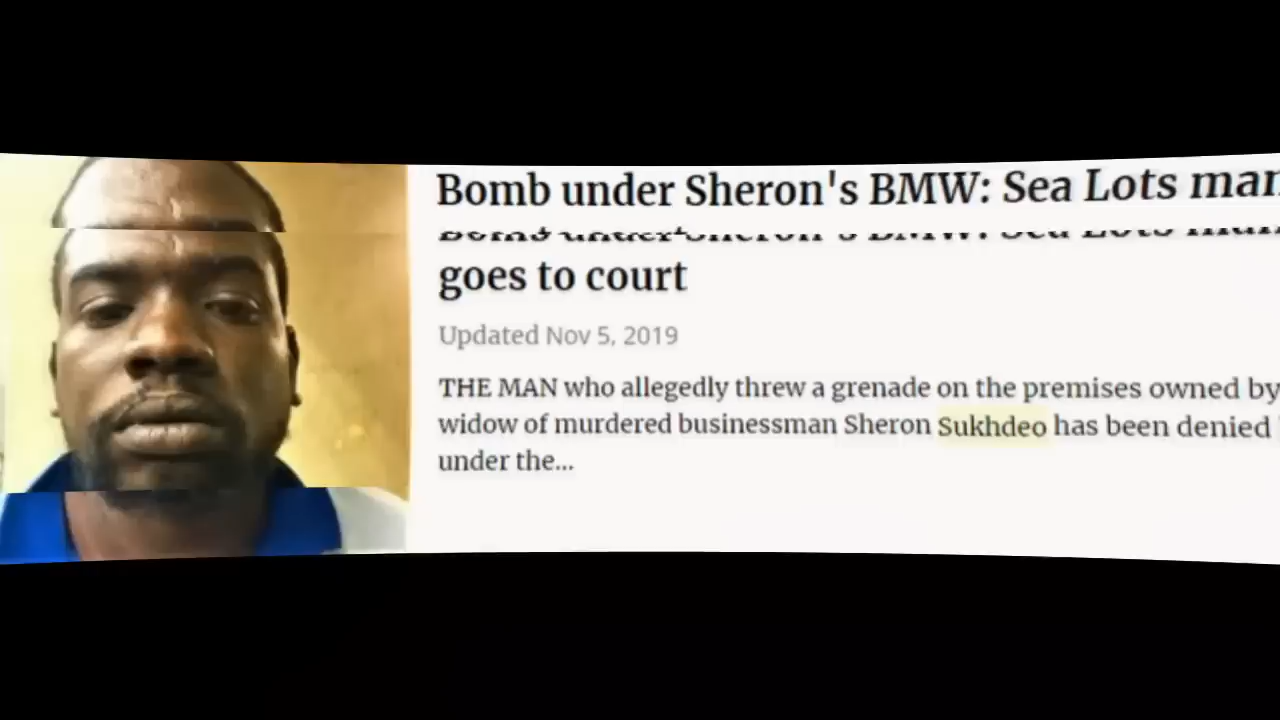 Bomb under Sheron's BMW: Sea Lots man
goes to court
Updated Nov 5, 2019
THE MAN who allegedly threw a grenade on the premises owned by
widow of murdered businessman Sheron Sukhdeo has been denied
under the...